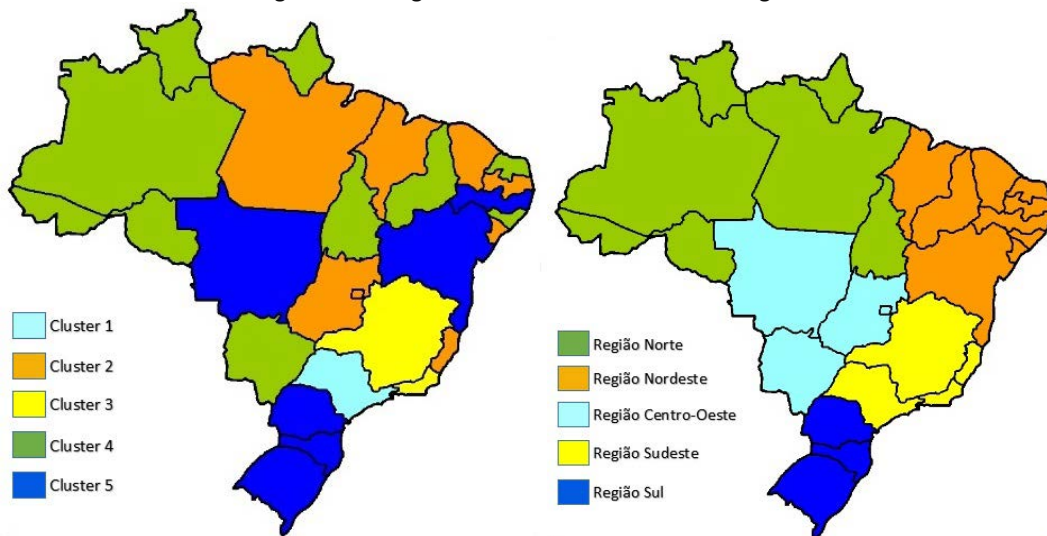 Cluster 1
Cluster 2
Cluster 3
Cluster 4
Cluster 5
Região Norte
Região Nordeste
Região Centro-Oeste
Região Sudeste
Região Sul